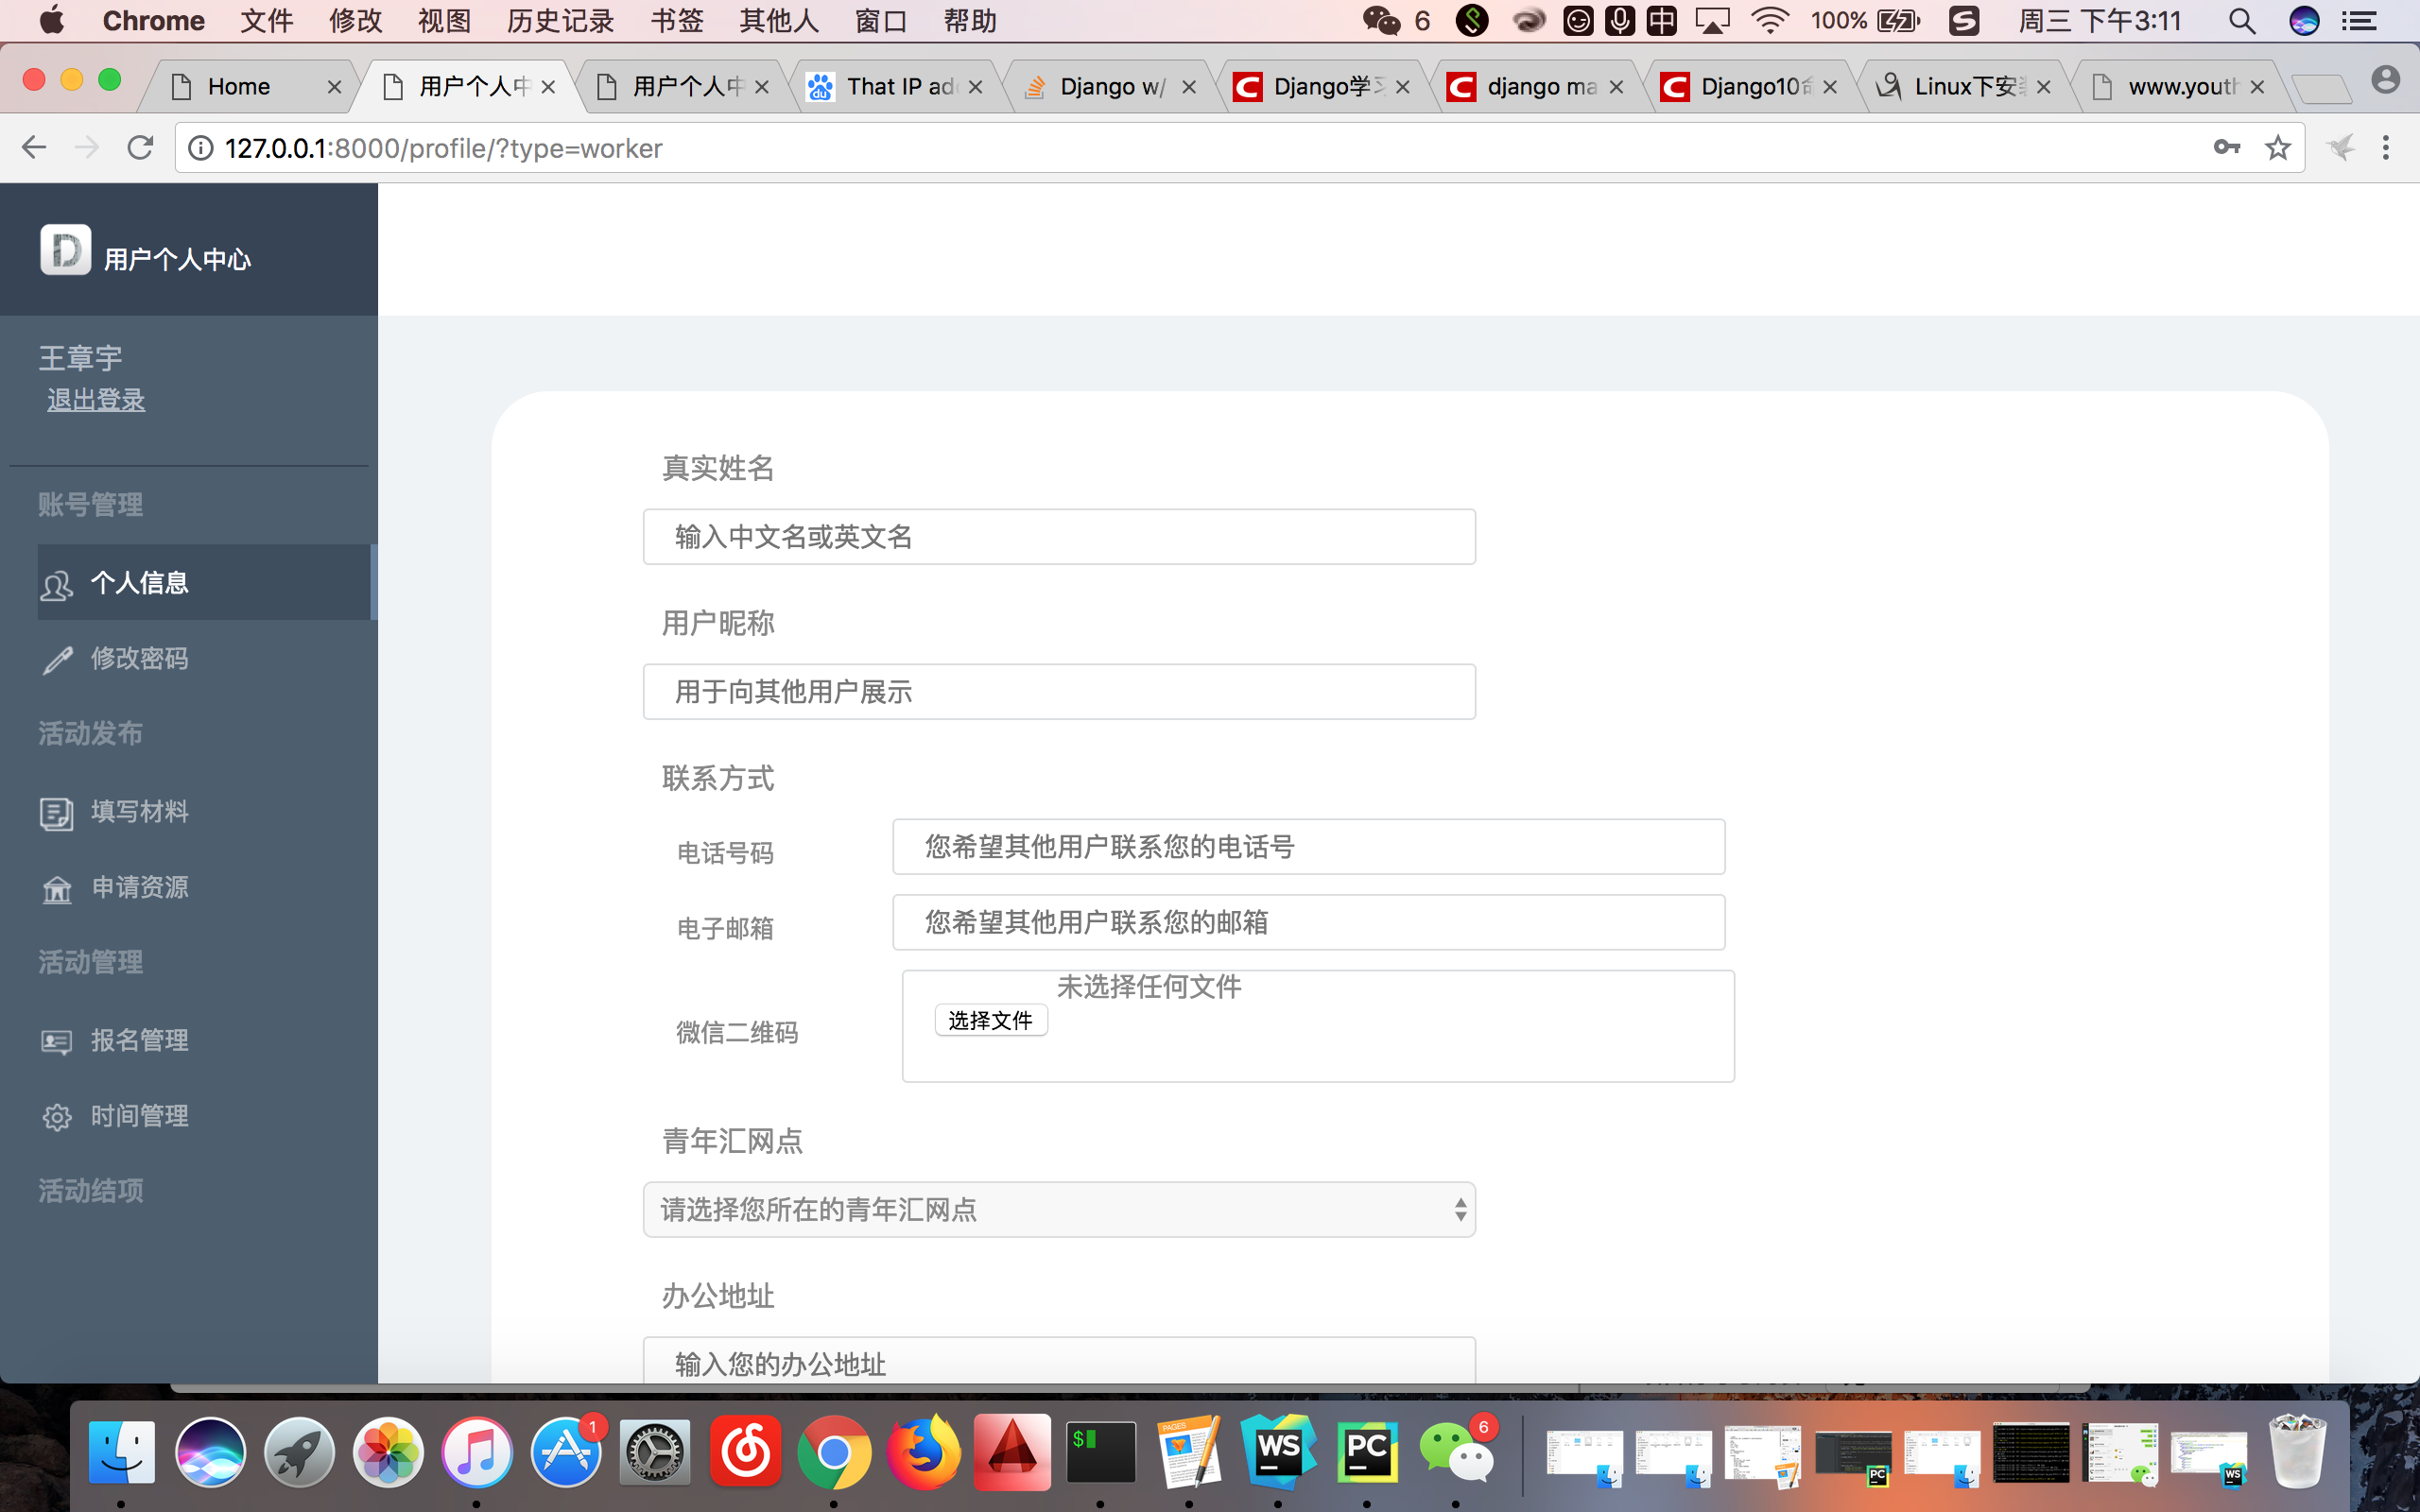 Chrome 文件 修改 视图 历史记录 书签 其他人 窗口 帮助 6 中 100% 周三 下午3:11
Home 用户个人中 用户个人中 That IP ad Django w/ Django学习 django ma Django10 Linux下安装 www.youth
127.0.0.1:8000/profile/?type=worker
D 用户个人中心
王章宇
退出登录
账号管理
个人信息
修改密码
活动发布
填写材料
申请资源
活动管理
报名管理
时间管理
活动结项
真实姓名
输入中文名或英文名
用户昵称
用于向其他用户展示
联系方式
电话号码 您希望其他用户联系您的电话号
电子邮箱 您希望其他用户联系您的邮箱
微信二维码 选择文件 未选择任何文件
青年汇网点
请选择您所在的青年汇网点
办公地址
输入您的办公地址
1 $ PAGES WS PC 6 PC WS